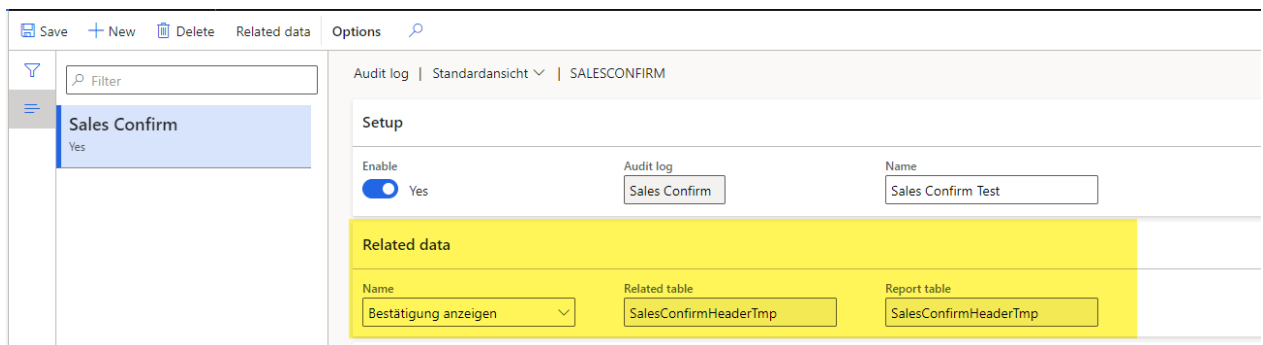 Save New Delete Related data Options
Filter
Audit log | Standardansicht | SALESCONFIRM
Sales Confirm
Yes
Setup
Enable Audit log Name
Yes Sales Confirm Sales Confirm Test
Related data
Name Related table Report table
Bestätigung anzeigen SalesConfirmHeaderTmp SalesConfirmHeaderTmp